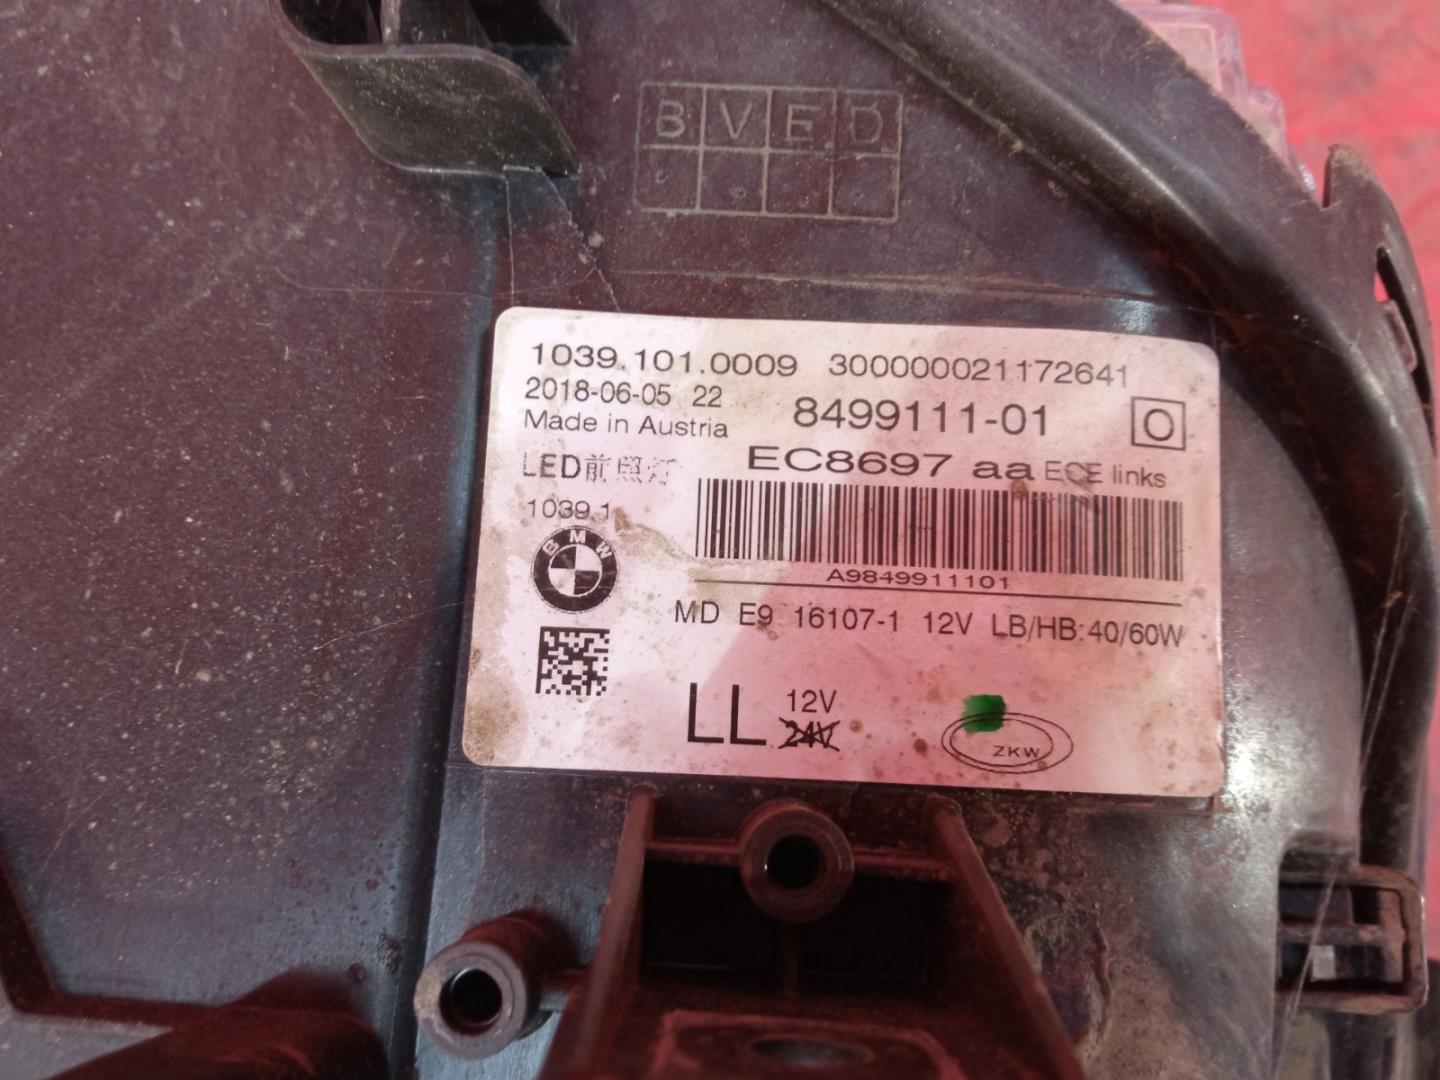 B V E D
1039.101.0009 300000021172641
2018-06-05 22 8499111-01 O
Made in Austria
LED前照灯 EC8697 aa ECE links
1039.1
BMW
A9849911101
MD E9 16107-1 12V LB/HB:40/60W
LL 12V
24V
ZKW